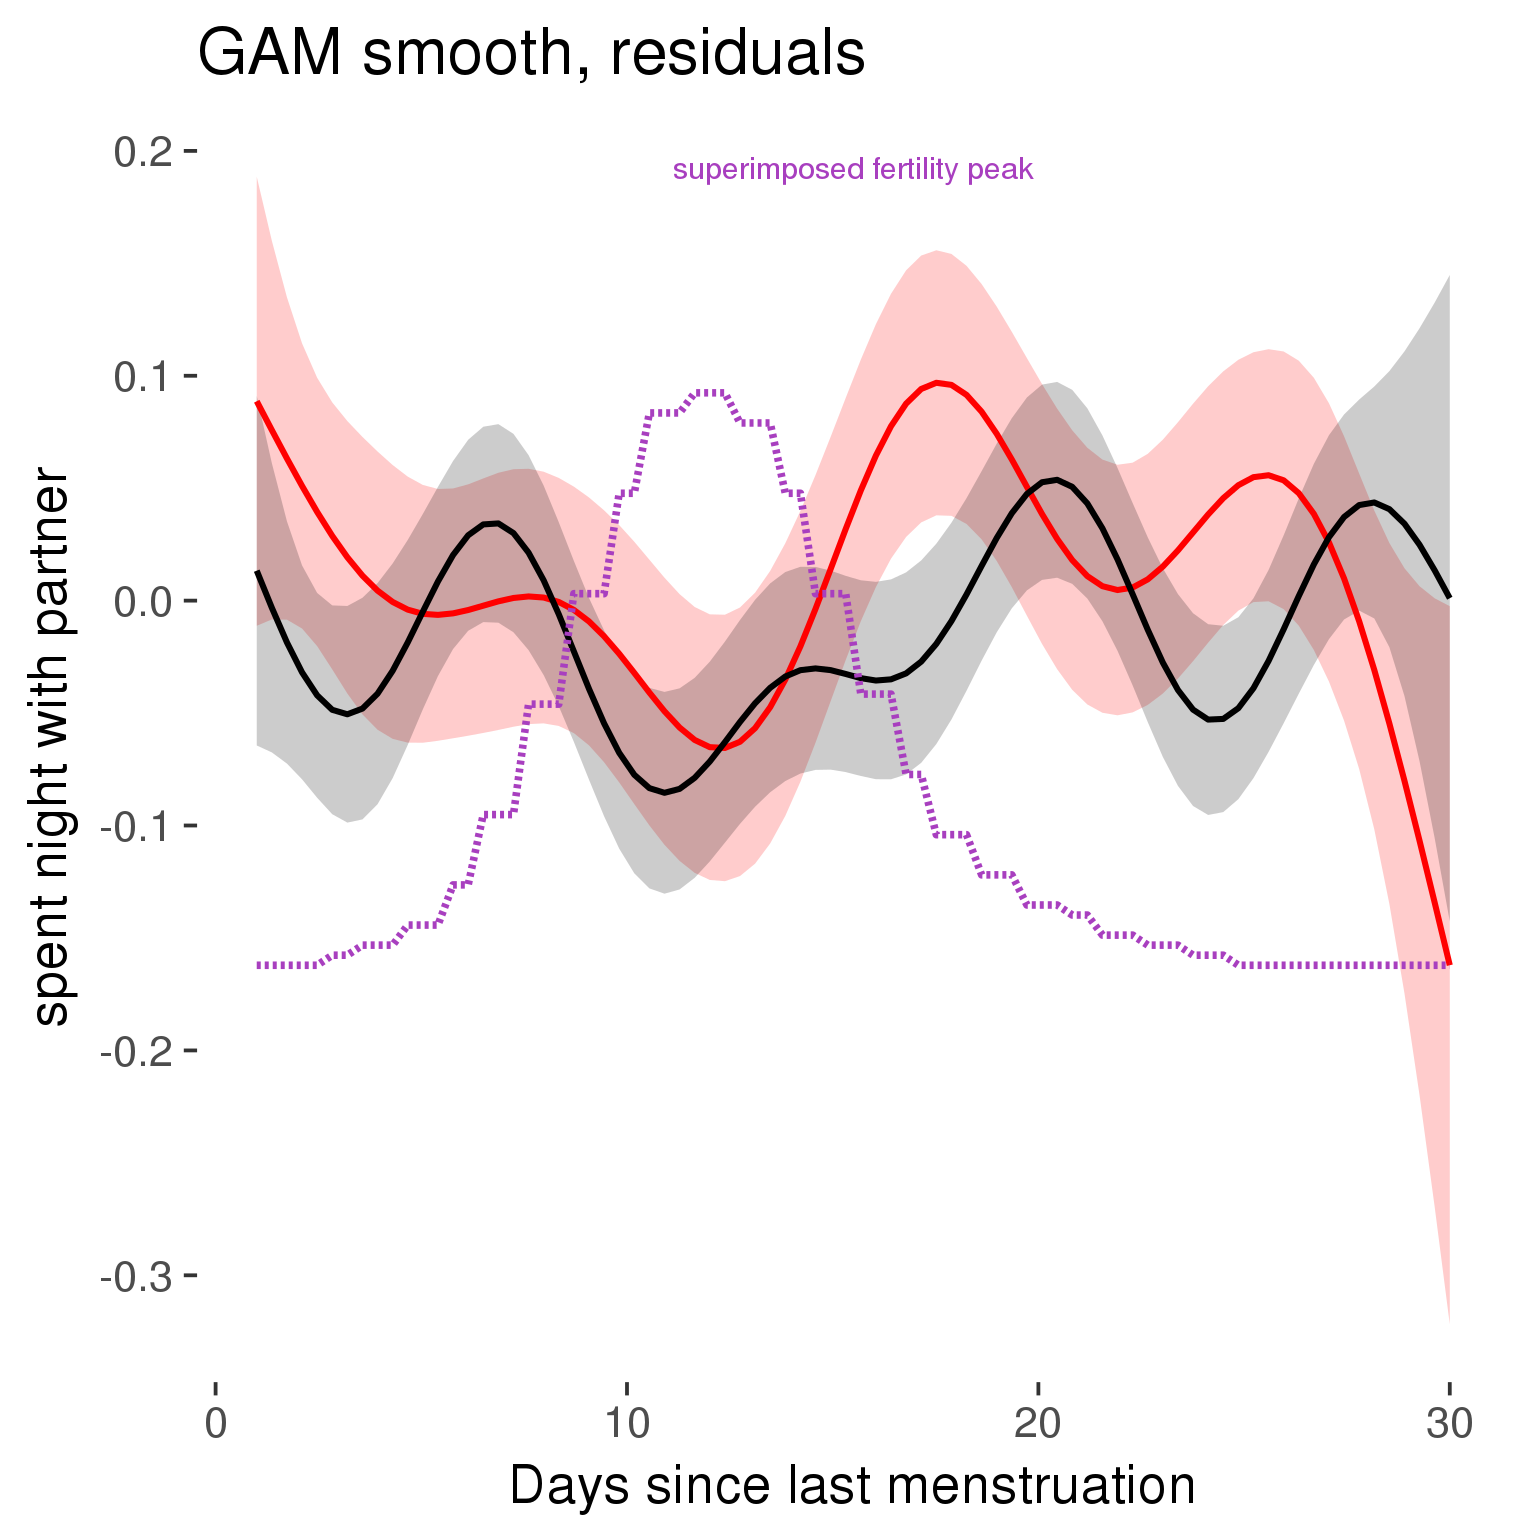 GAM smooth, residuals
superimposed fertility peak
spent night with partner
0.2
0.1
0.0
-0.1
-0.2
-0.3
0
10
20
30
Days since last menstruation